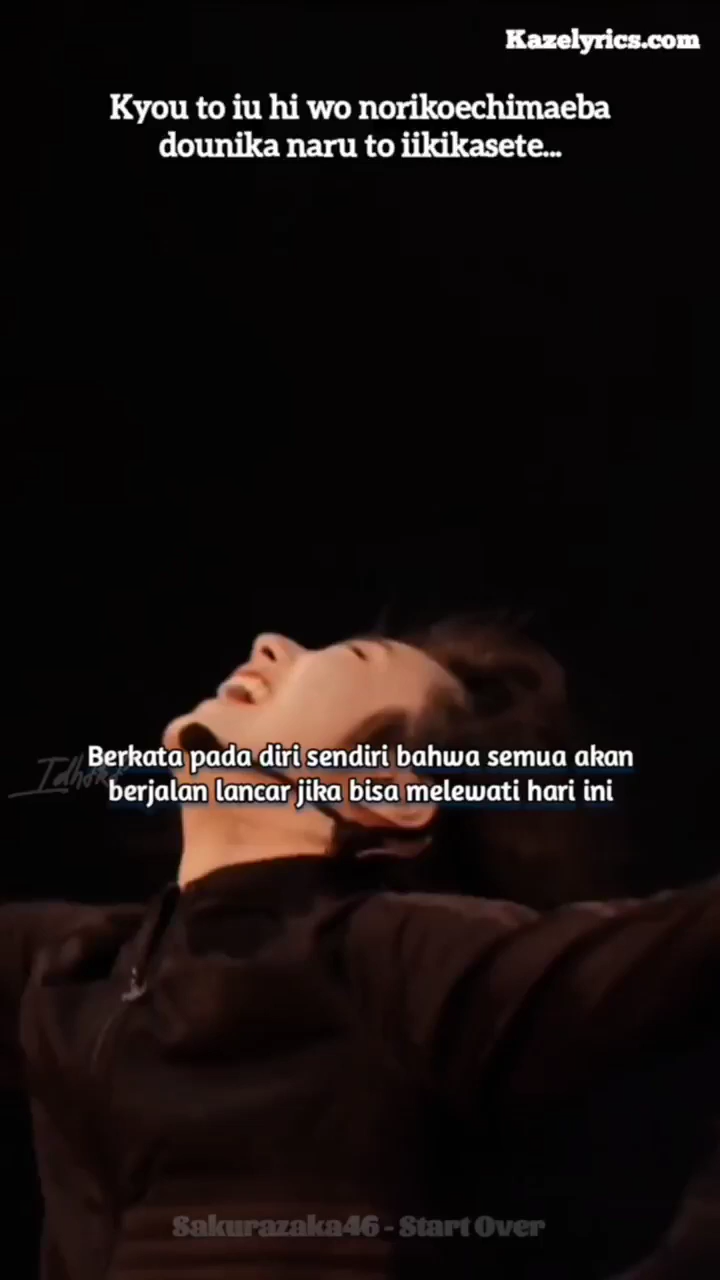 Kazelyrics.com
Kyou to iu hi wo norikoechimaeba
dounika naru to iikikasete...
Berkata pada diri sendiri bahwa semua akan
berjalan lancar jika bisa melewati hari ini
Sakurazaka46 - Start Over